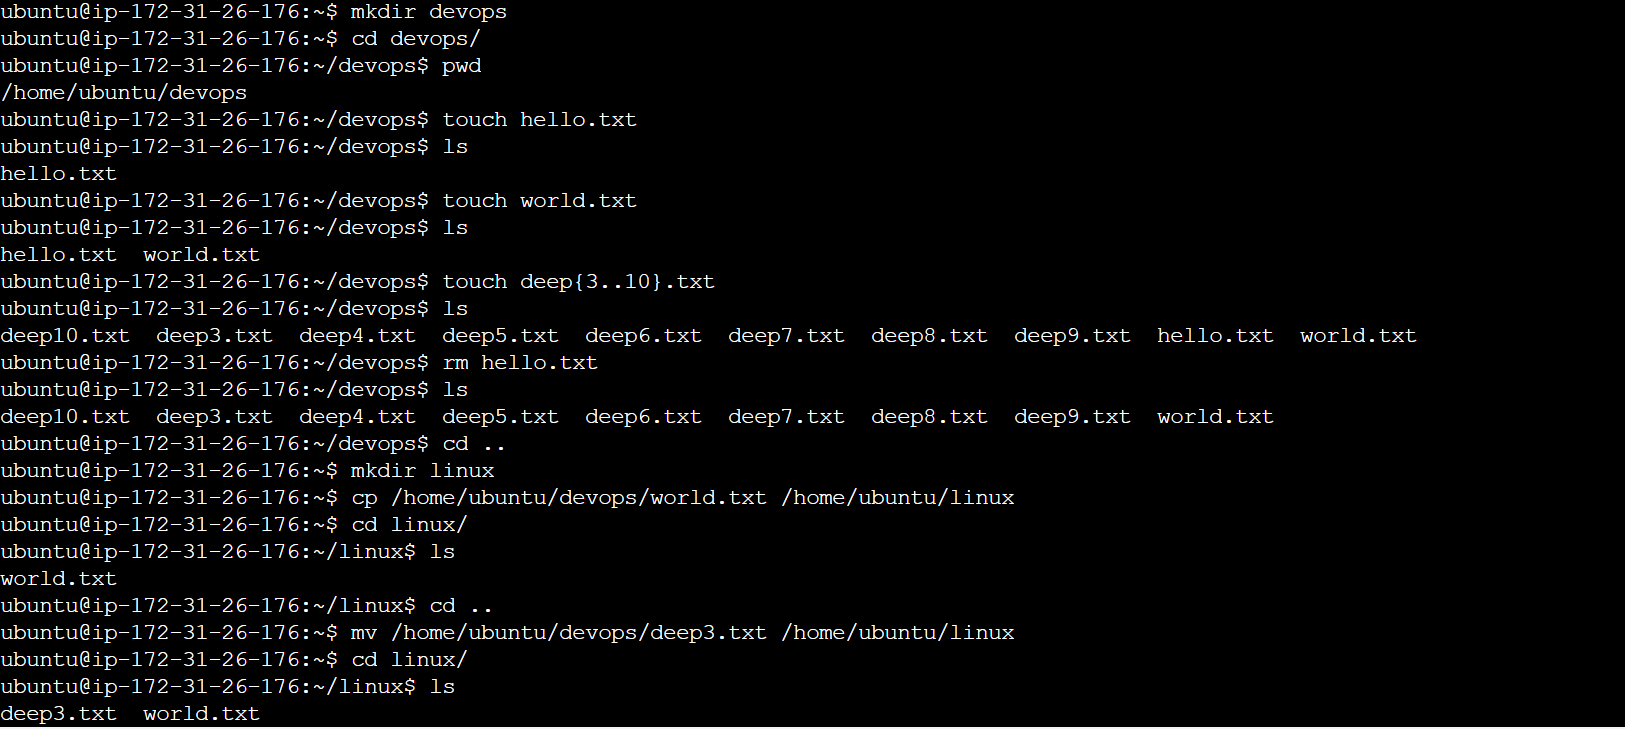 ubuntu@ip-172-31-26-176:~$ mkdir devops
ubuntu@ip-172-31-26-176:~$ cd devops/
ubuntu@ip-172-31-26-176:~/devops$ pwd
/home/ubuntu/devops
ubuntu@ip-172-31-26-176:~/devops$ touch hello.txt
ubuntu@ip-172-31-26-176:~/devops$ ls
hello.txt
ubuntu@ip-172-31-26-176:~/devops$ touch world.txt
ubuntu@ip-172-31-26-176:~/devops$ ls
hello.txt  world.txt
ubuntu@ip-172-31-26-176:~/devops$ touch deep{3..10}.txt
ubuntu@ip-172-31-26-176:~/devops$ ls
deep10.txt  deep3.txt  deep4.txt  deep5.txt  deep6.txt  deep7.txt  deep8.txt  deep9.txt  hello.txt  world.txt
ubuntu@ip-172-31-26-176:~/devops$ rm hello.txt
ubuntu@ip-172-31-26-176:~/devops$ ls
deep10.txt  deep3.txt  deep4.txt  deep5.txt  deep6.txt  deep7.txt  deep8.txt  deep9.txt  world.txt
ubuntu@ip-172-31-26-176:~/devops$ cd ..
ubuntu@ip-172-31-26-176:~$ mkdir linux
ubuntu@ip-172-31-26-176:~$ cp /home/ubuntu/devops/world.txt /home/ubuntu/linux
ubuntu@ip-172-31-26-176:~$ cd linux/
ubuntu@ip-172-31-26-176:~/linux$ ls
world.txt
ubuntu@ip-172-31-26-176:~/linux$ cd ..
ubuntu@ip-172-31-26-176:~$ mv /home/ubuntu/devops/deep3.txt /home/ubuntu/linux
ubuntu@ip-172-31-26-176:~$ cd linux/
ubuntu@ip-172-31-26-176:~/linux$ ls
deep3.txt  world.txt